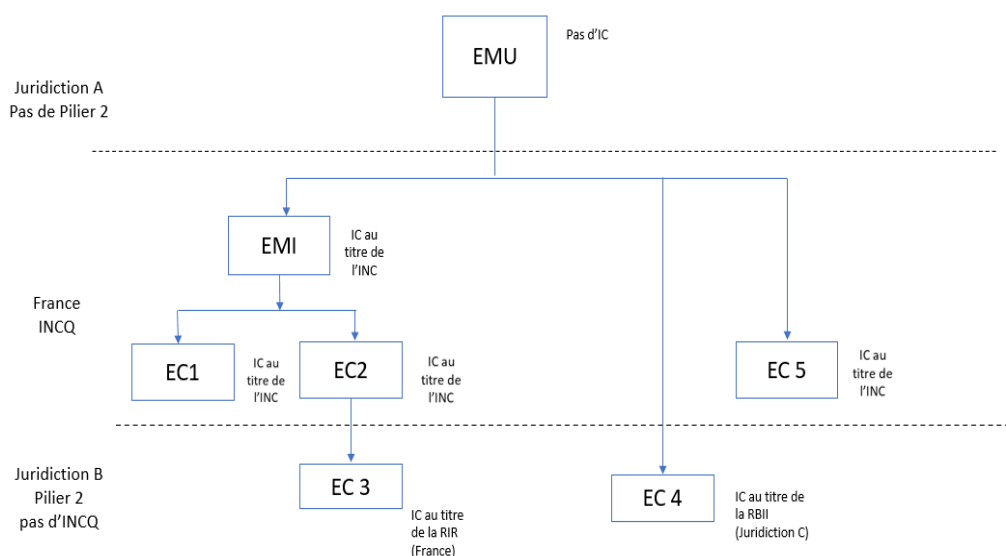 EMU
Pas d’IC
Juridiction A
Pas de Pilier 2
EMI
IC au
titre de
l’INC
France
INCQ
EC1
IC au
titre de
l’INC
EC2
IC au
titre de
l’INC
EC 5
IC au
titre de
l’INC
Juridiction B
Pilier 2
pas d’INCQ
EC 3
IC au titre
de la RIR
(France)
EC 4
IC au titre de
la RBII
(Juridiction C)